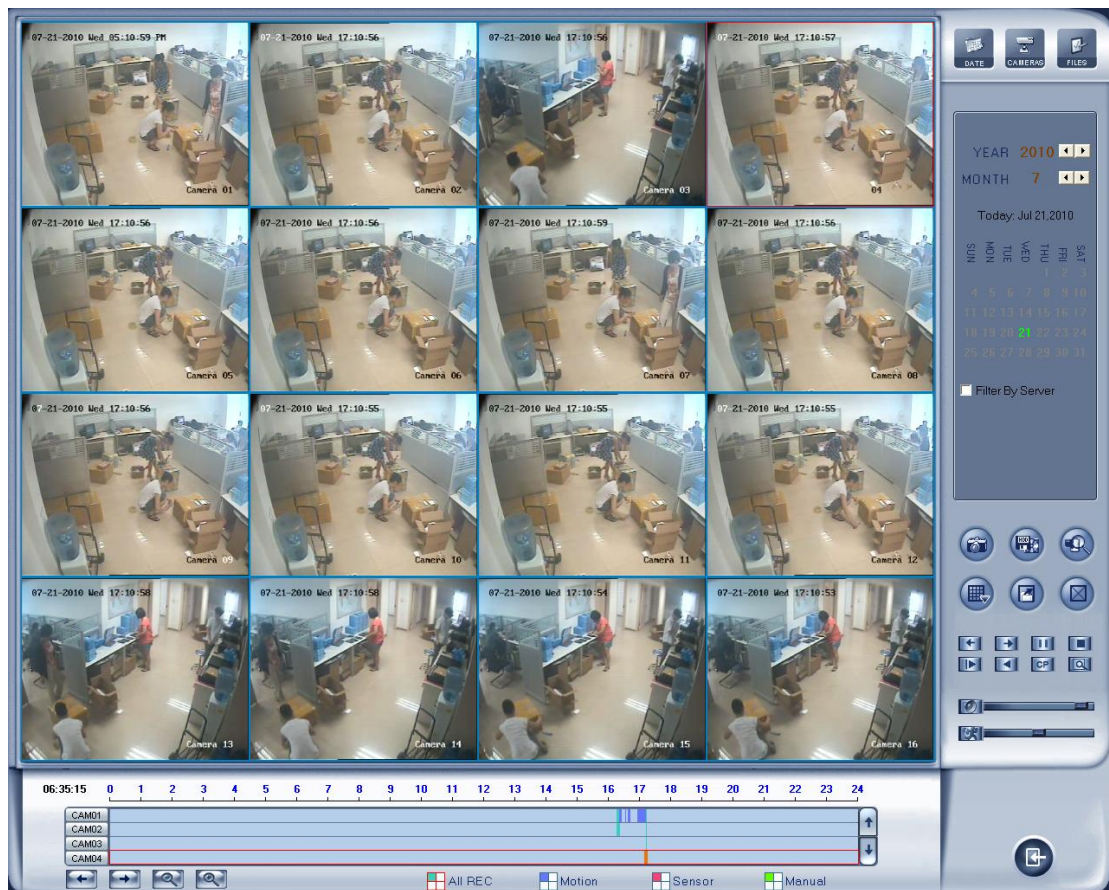 07-21-2010 Wed 05:10:59 PM
Camera 01
07-21-2010 Wed 17:10:56
Camera 02
07-21-2010 Wed 17:10:56
Camera 03
07-21-2010 Wed 17:10:57
04
07-21-2010 Wed 17:10:56
Camera 05
07-21-2010 Wed 17:10:56
Camera 06
07-21-2010 Wed 17:10:59
Camera 07
07-21-2010 Wed 17:10:56
Camera 08
07-21-2010 Wed 17:10:56
Camera 09
07-21-2010 Wed 17:10:55
Camera 10
07-21-2010 Wed 17:10:55
Camera 11
07-21-2010 Wed 17:10:55
Camera 12
07-21-2010 Wed 17:10:58
Camera 13
07-21-2010 Wed 17:10:58
Camera 14
07-21-2010 Wed 17:10:54
Camera 15
07-21-2010 Wed 17:10:53
Camera 16
DATE CAMERAS FILES
YEAR 2010
MONTH 7
Today: Jul 21,2010
SUN MON TUE WED THU FRI SAT
1 2 3
4 5 6 7 8 9 10
11 12 13 14 15 16 17
18 19 20 21 22 23 24
25 26 27 28 29 30 31
Filter By Server
CP
06:35:15 0 1 2 3 4 5 6 7 8 9 10 11 12 13 14 15 16 17 18 19 20 21 22 23 24
CAM01
CAM02
CAM03
CAM04
All REC Motion Sensor Manual